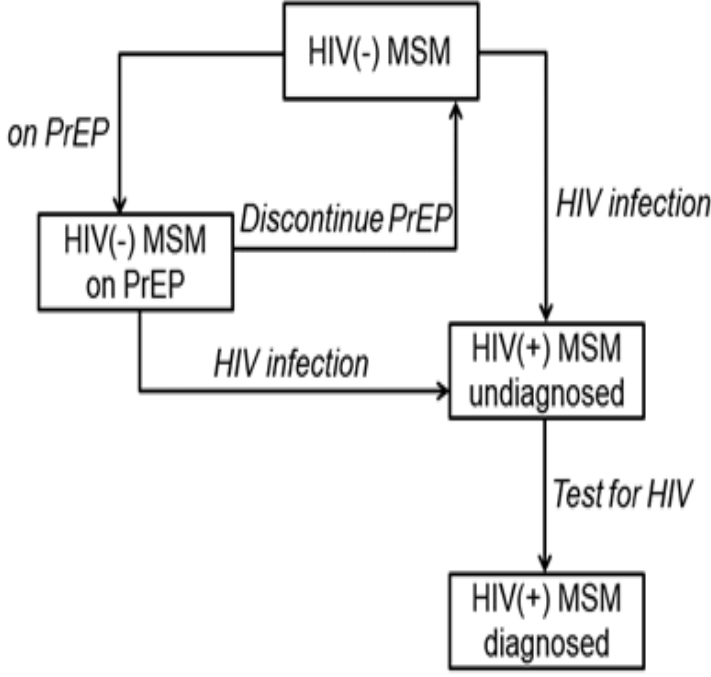 HIV(-) MSM
on PrEP
Discontinue PrEP
HIV infection
HIV(-) MSM
on PrEP
HIV infection
HIV(+) MSM
undiagnosed
Test for HIV
HIV(+) MSM
diagnosed